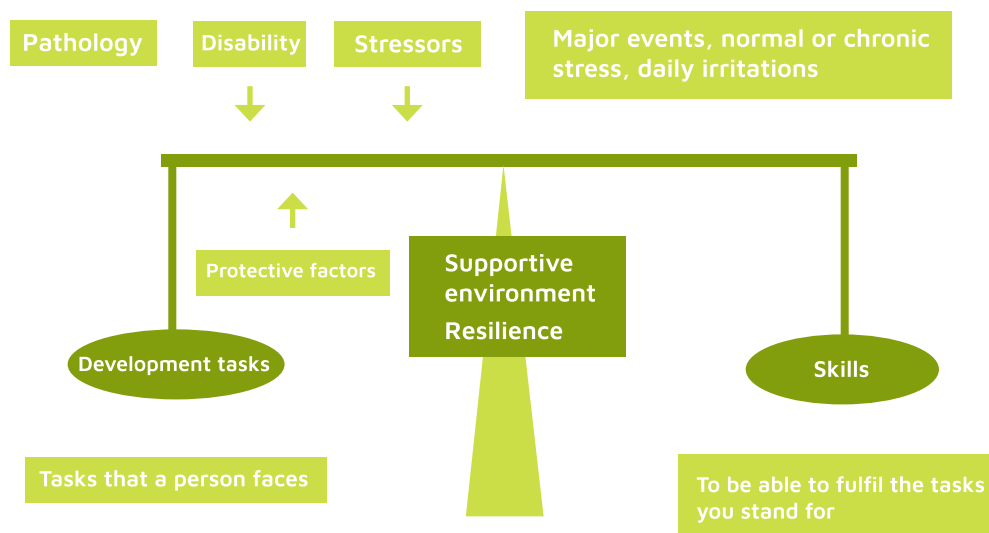 Pathology
Disability
Stressors
Major events, normal or chronic
stress, daily irritations
Protective factors
Supportive
environment
Resilience
Development tasks
Skills
Tasks that a person faces
To be able to fulfil the tasks
you stand for